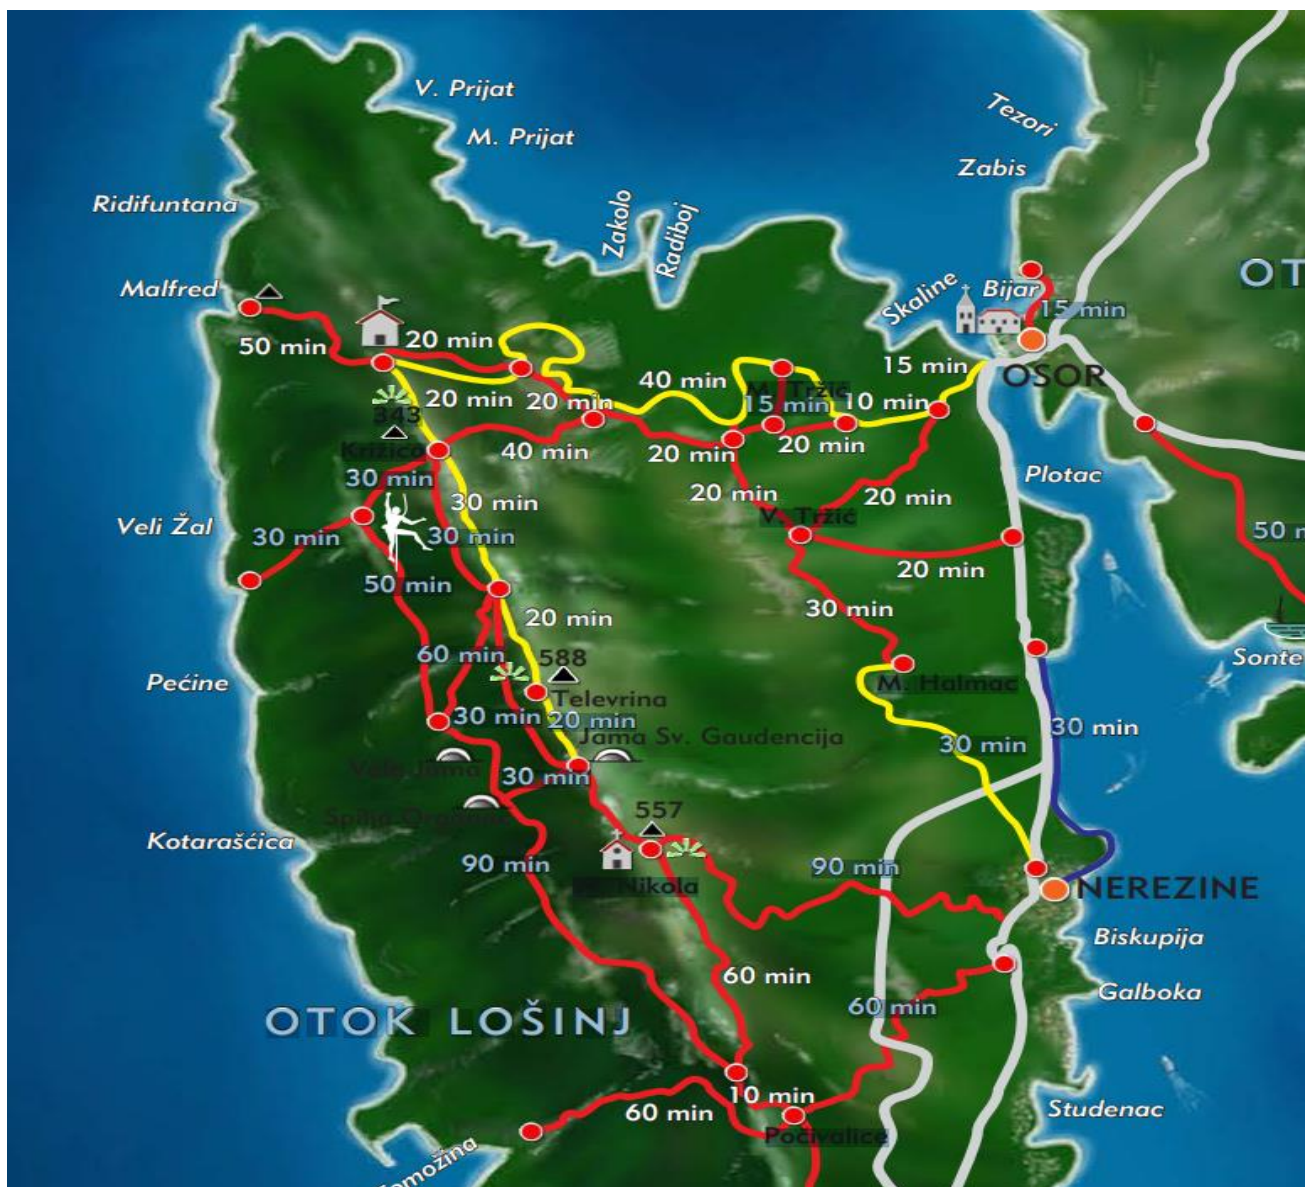 V. Prijat
M. Prijat
Tezori
Zabis
Ridifuntana
Zakolo
Radiboj
OT
Malfred
Skaline
Bijar
15 min
50 min
20 min
15 min
OSOR
40 min
M. Tržić
20 min
20 min
15 min
10 min
343
Križico
40 min
20 min
20 min
30 min
30 min
20 min
20 min
Plotac
V. Tržić
Veli Žal
30 min
30 min
50 min
50
20 min
20 min
30 min
60 min
588
Sonte
Pećine
Televrina
M. Halmac
30 min
20 min
30 min
30 min
Jama Sv. Gaudencija
Vela Jama
30 min
557
Kotarašćica
90 min
90 min
Nikola
NEREZINE
Biskupija
60 min
Galboka
60 min
OTOK LOŠINJ
10 min
60 min
Studenac
Počivalice